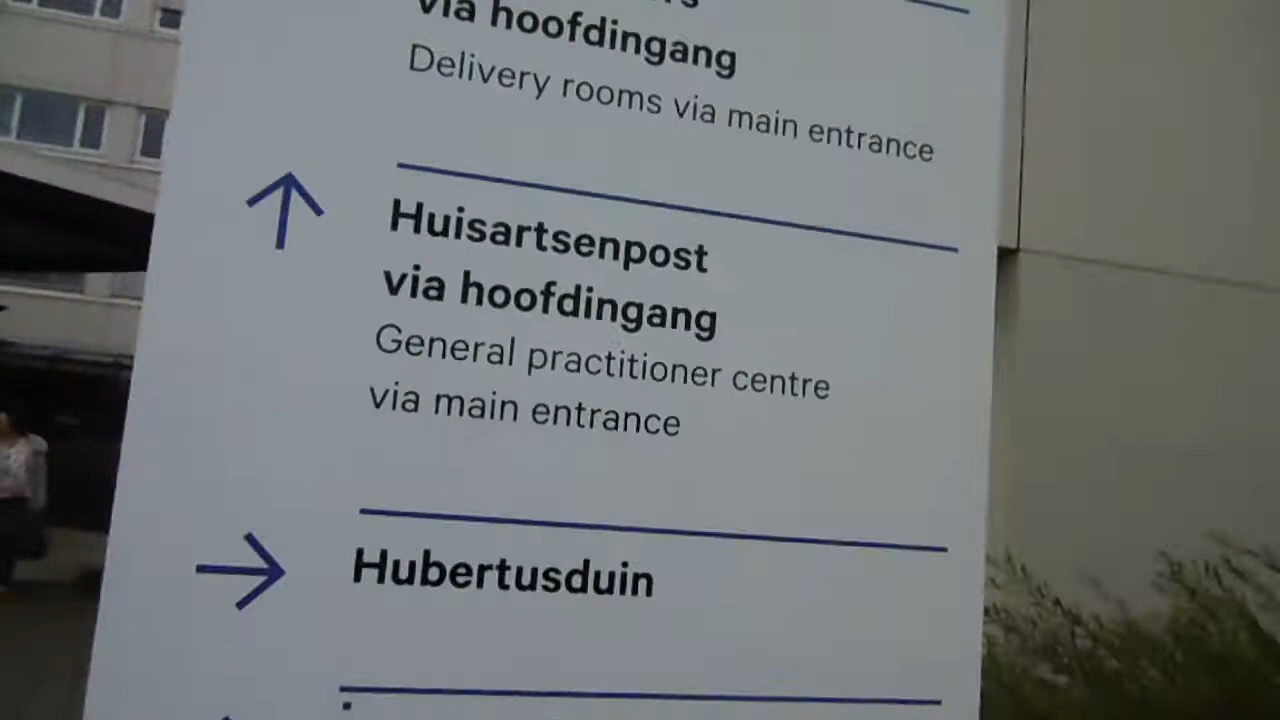 via hoofdingang
Delivery rooms via main entrance
Huisartsenpost
via hoofdingang
General practitioner centre
via main entrance
Hubertusduin